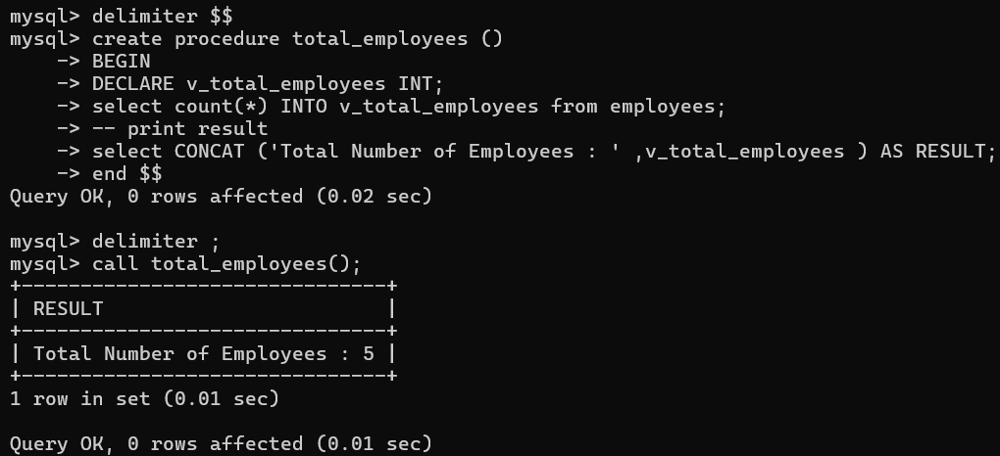 mysql> delimiter $$
mysql> create procedure total_employees ()
    -> BEGIN
    -> DECLARE v_total_employees INT;
    -> select count(*) INTO v_total_employees from employees;
    -> -- print result
    -> select CONCAT ('Total Number of Employees : ' ,v_total_employees ) AS RESULT;
    -> end $$
Query OK, 0 rows affected (0.02 sec)

mysql> delimiter ;
mysql> call total_employees();
+-------------------------------+
| RESULT                        |
+-------------------------------+
| Total Number of Employees : 5 |
+-------------------------------+
1 row in set (0.01 sec)

Query OK, 0 rows affected (0.01 sec)